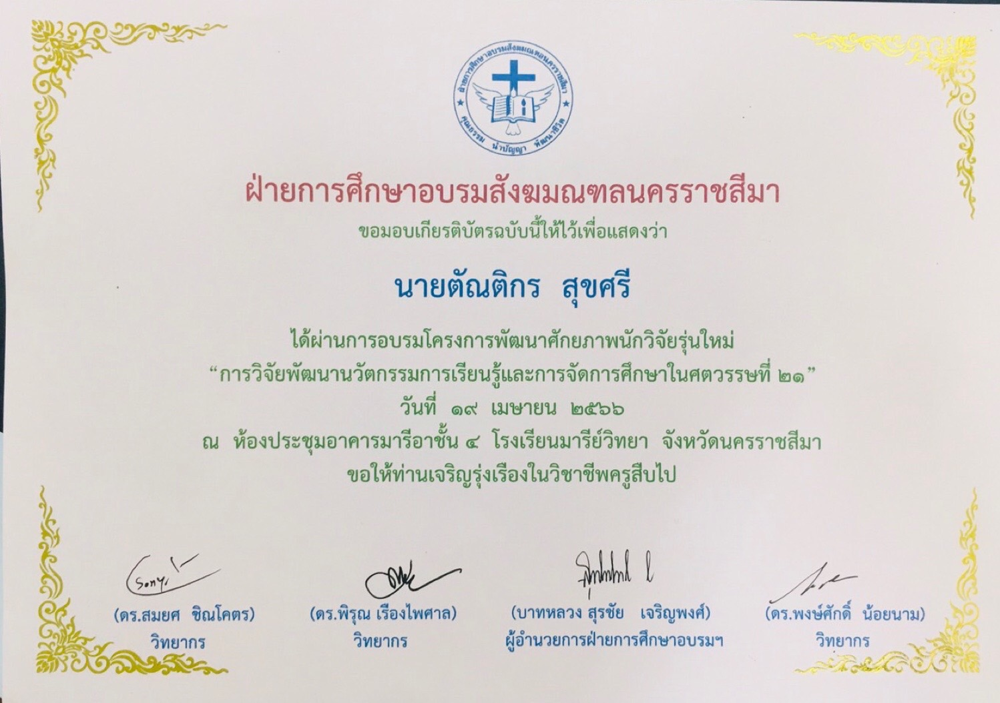 ฝ่ายการศึกษาอบรมสังฆมณฑลนครราชสีมา
คุณธรรม นำปัญญา พัฒนาชีวิต
ฝ่ายการศึกษาอบรมสังฆมณฑลนครราชสีมา
ขอมอบเกียรติบัตรฉบับนี้ให้ไว้เพื่อแสดงว่า
นายตัณติกร สุขศรี
ได้ผ่านการอบรมโครงการพัฒนาศักยภาพนักวิจัยรุ่นใหม่
“การวิจัยพัฒนานวัตกรรมการเรียนรู้และการจัดการศึกษาในศตวรรษที่ ๒๑”
วันที่ ๑๙ เมษายน ๒๕๖๖
ณ ห้องประชุมอาคารมารีอาชั้น ๔ โรงเรียนมารีย์วิทยา จังหวัดนครราชสีมา
ขอให้ท่านเจริญรุ่งเรืองในวิชาชีพครูสืบไป
(ดร.สมยศ ชิณโคตร) (ดร.พิรุณ เรืองไพศาล) (บาทหลวง สุรชัย เจริญพงศ์) (ดร.พงษ์ศักดิ์ น้อยนาม)
วิทยากร วิทยากร ผู้อำนวยการฝ่ายการศึกษาอบรมฯ วิทยากร